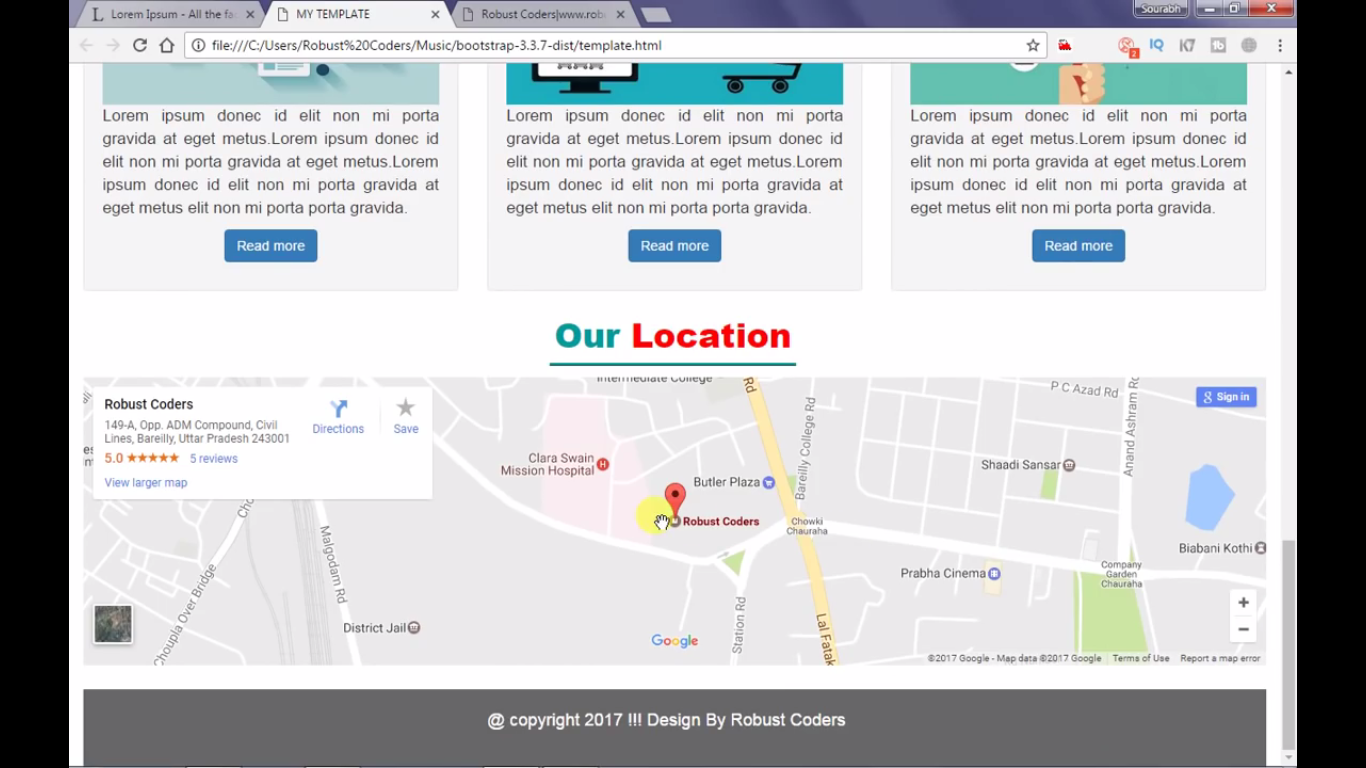 Lorem Ipsum - All the fa
MY TEMPLATE
Robust Coders|www.rob
Sourabh
file:///C:/Users/Robust%20Coders/Music/bootstrap-3.3.7-dist/template.html
2
IQ
K7
Lorem ipsum donec id elit non mi porta
gravida at eget metus.Lorem ipsum donec id
elit non mi porta gravida at eget metus.Lorem
ipsum donec id elit non mi porta gravida at
eget metus elit non mi porta porta gravida.
Read more
Lorem ipsum donec id elit non mi porta
gravida at eget metus.Lorem ipsum donec id
elit non mi porta gravida at eget metus.Lorem
ipsum donec id elit non mi porta gravida at
eget metus elit non mi porta porta gravida.
Read more
Lorem ipsum donec id elit non mi porta
gravida at eget metus.Lorem ipsum donec id
elit non mi porta gravida at eget metus.Lorem
ipsum donec id elit non mi porta gravida at
eget metus elit non mi porta porta gravida.
Read more
Our Location
Robust Coders
149-A, Opp. ADM Compound, Civil
Lines, Bareilly, Uttar Pradesh 243001
5.0 ★★★★★ 5 reviews
View larger map
Directions
Save
Sign in
Intermediate College
Rd
P C Azad Rd
Bareilly College Rd
Anand Ashram Rd
Clara Swain
Mission Hospital
H
Butler Plaza
Shaadi Sansar
Robust Coders
Chowki
Chauraha
Biabani Kothi
Prabha Cinema
Company
Garden
Chauraha
Malgodam Rd
Choupla Over Bridge
District Jail
Station Rd
Lal Fatak
Google
+
−
©2017 Google - Map data ©2017 Google
Terms of Use
Report a map error
@ copyright 2017 !!! Design By Robust Coders